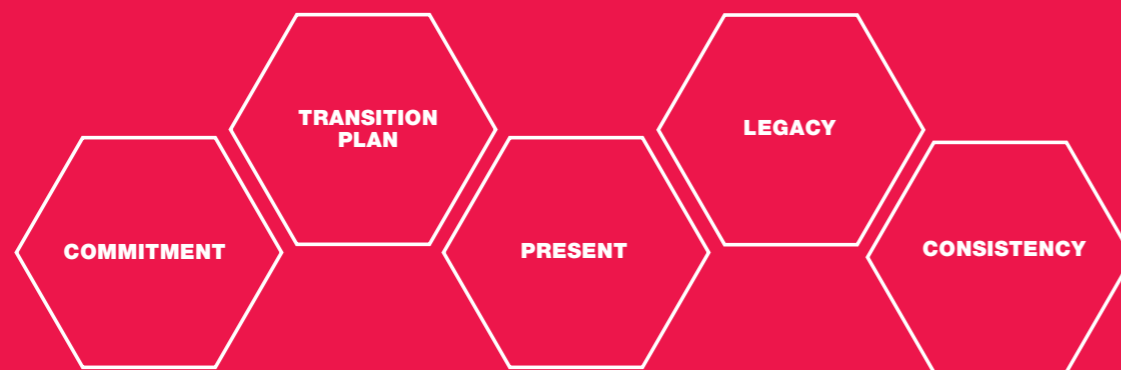 COMMITMENT
TRANSITION
PLAN
PRESENT
LEGACY
CONSISTENCY